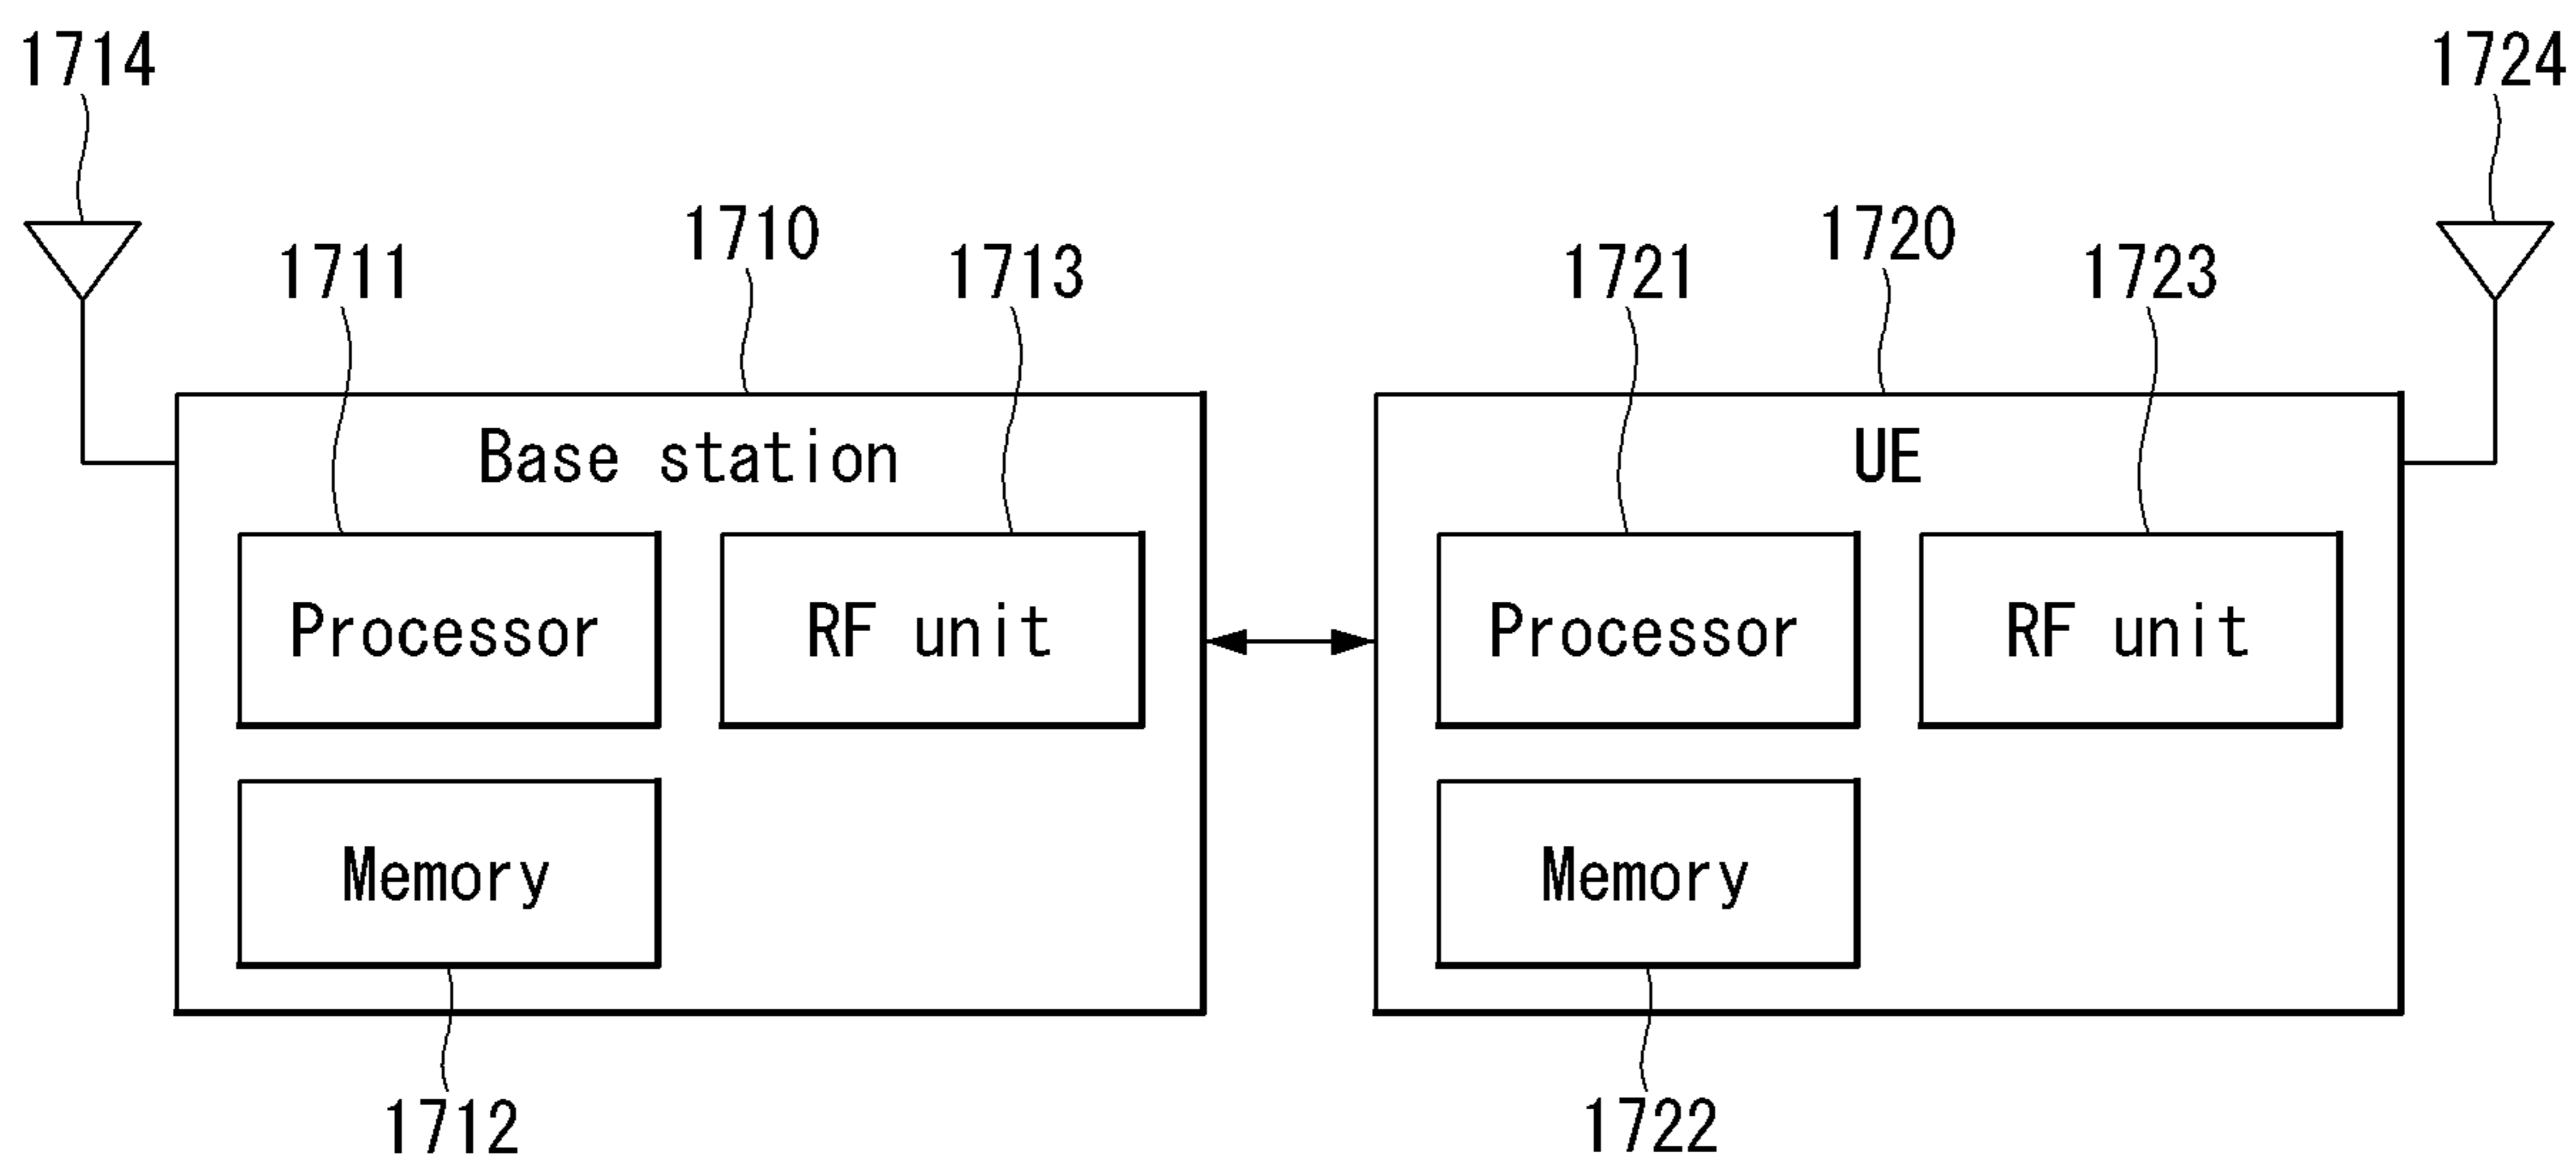 1714
1724
1710
1720
1711
1713
1721
1723
Base station
UE
Processor
RF unit
Processor
RF unit
Memory
Memory
1712
1722